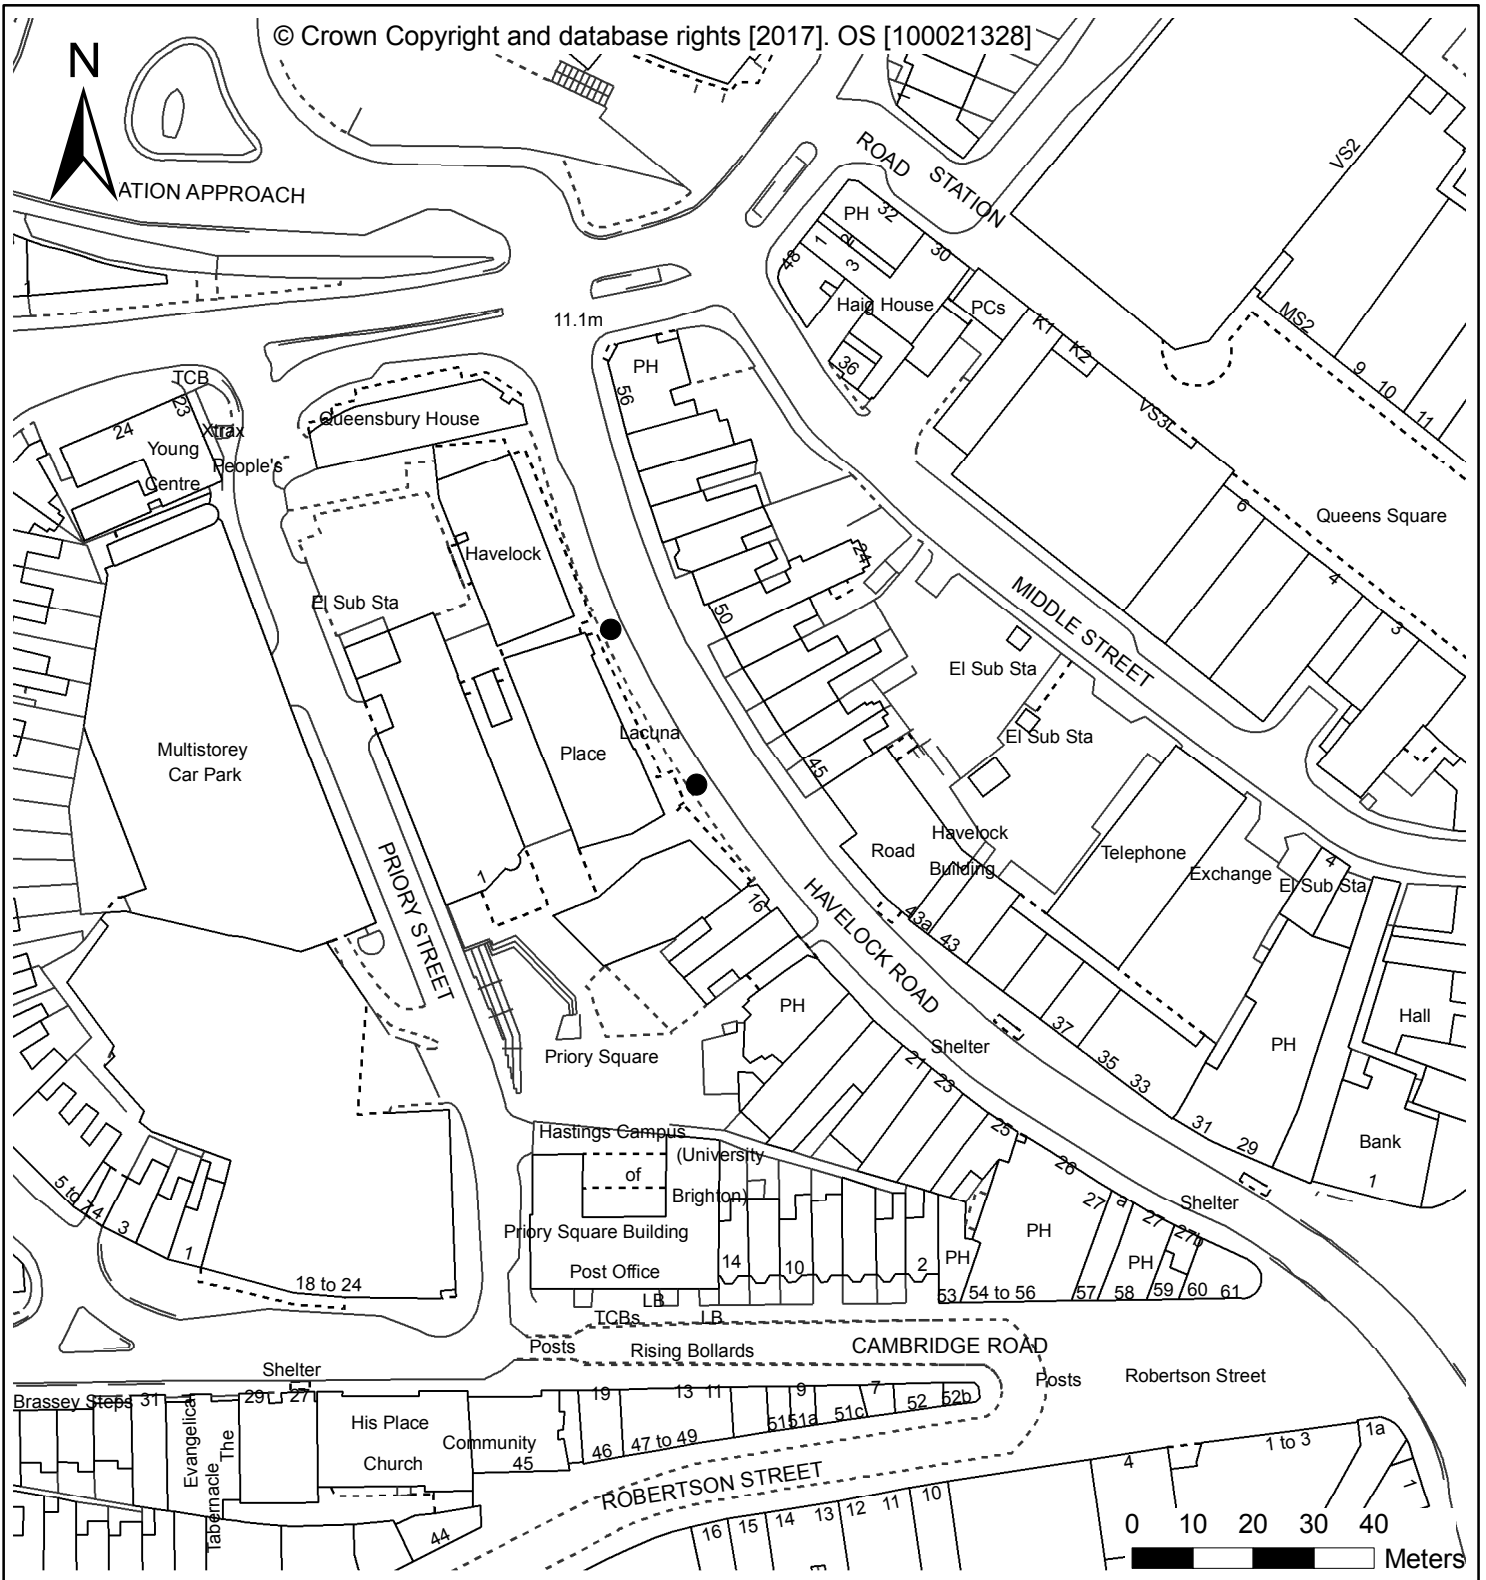 © Crown Copyright and database rights [2017]. OS [100021328]
N
ATION APPROACH
ROAD STATION
VS2
PH
32
30
1
2
3
48
Haig House
PCs
K1
K2
MS2
36
11.1m
PH
56
9
10
11
VS3
TCB
23
24
Xtrax
Young
People's
Centre
Queensbury House
Queens Square
6
4
3
Havelock
24
El Sub Sta
50
MIDDLE STREET
El Sub Sta
El Sub Sta
Lacuna
Place
45
Multistorey
Car Park
PRIORY STREET
1
Road
Havelock
Building
Telephone
Exchange
El Sub Sta
4
16
HAVELOCK ROAD
43a
43
PH
Priory Square
Shelter
21
23
37
35
33
PH
Hall
31
29
Bank
1
25
26
Hastings Campus
(University
of
Brighton)
Priory Square Building
Post Office
14
10
2
PH
53
PH
54 to 56
27
a
27
27b
PH
57
58
59
60
61
Shelter
5 to 7
4
3
1
18 to 24
LB
TCBs
LB
Posts
Rising Bollards
CAMBRIDGE ROAD
Posts
Robertson Street
Shelter
Brassey Steps
31
29
27
Evangelical
The
Tabernacle
His Place
Church
Community
45
19
13
11
9
7
46
47 to 49
51
51a
51c
52
52b
44
ROBERTSON STREET
16
15
14
13
12
11
10
4
1 to 3
1a
1
0 10 20 30 40
Meters